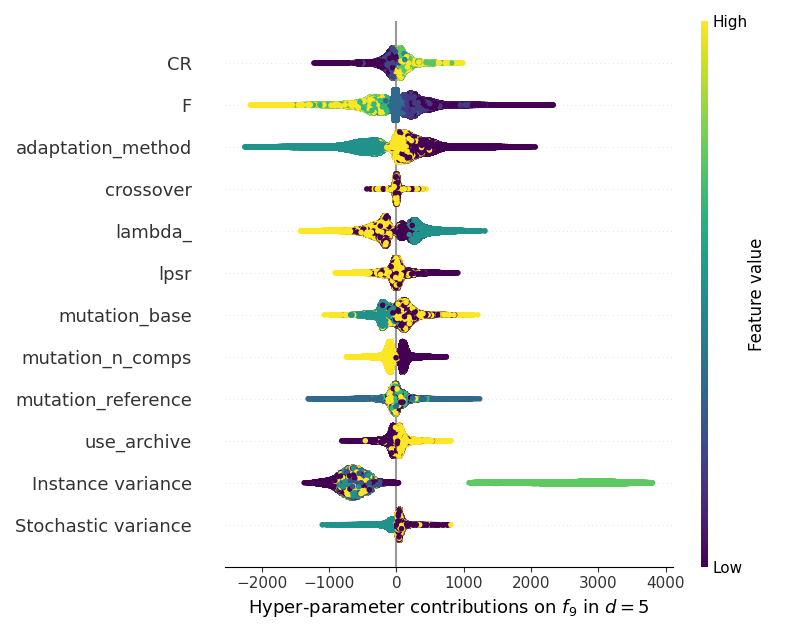 High
CR
F
adaptation_method
crossover
lambda_
lpsr
mutation_base
mutation_n_comps
mutation_reference
use_archive
Instance variance
Stochastic variance
Feature value
Low
−2000 −1000 0 1000 2000 3000 4000
Hyper-parameter contributions on f₉ in d = 5